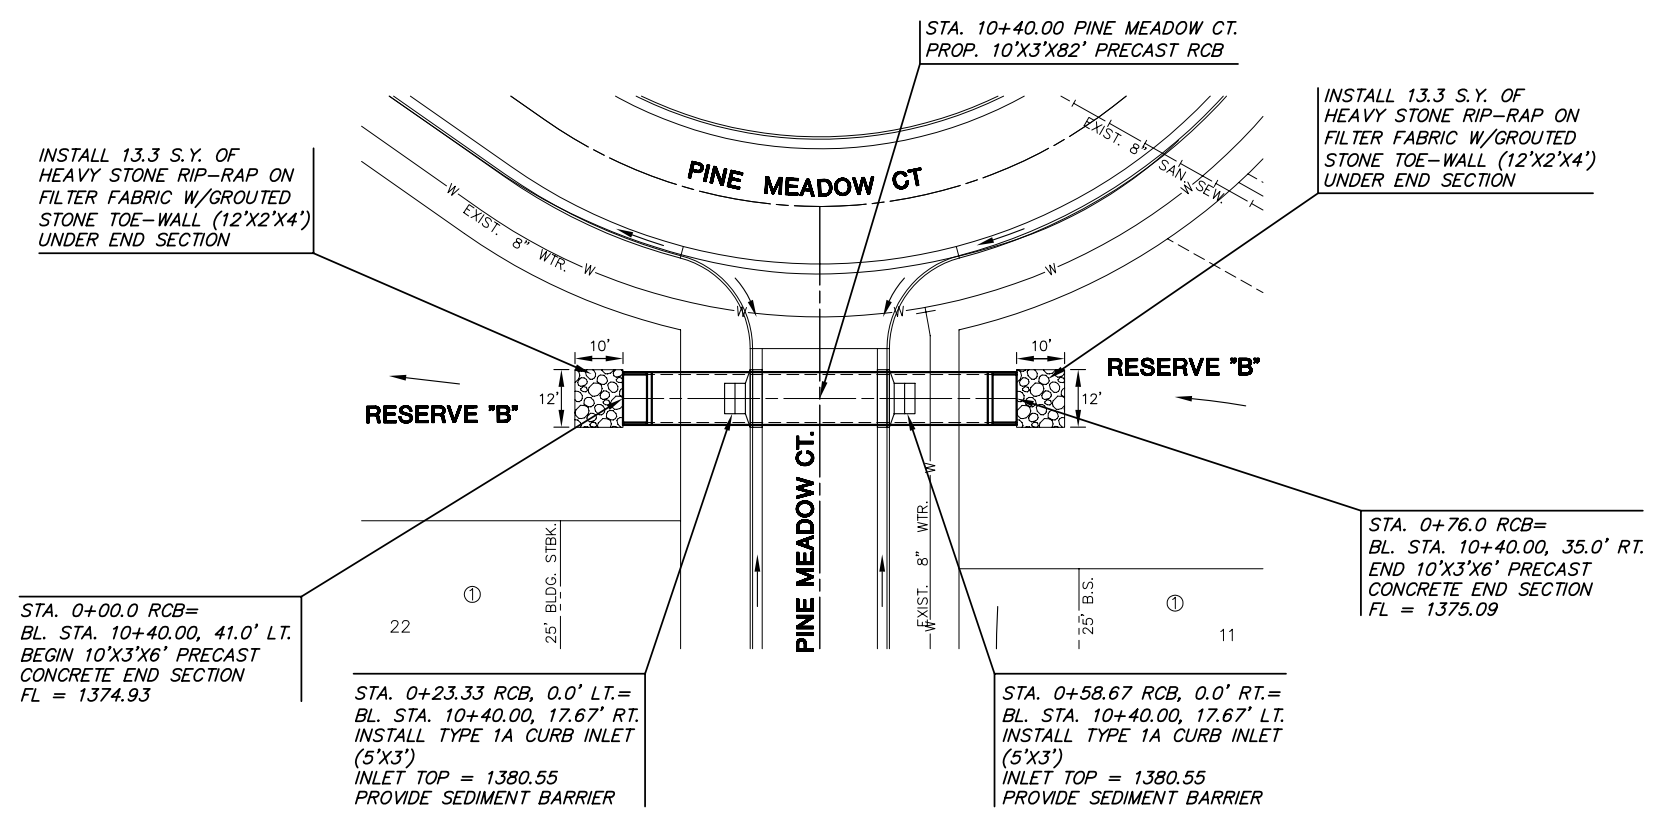 STA. 10+40.00 PINE MEADOW CT.
PROP. 10'X3'X82' PRECAST RCB
INSTALL 13.3 S.Y. OF
HEAVY STONE RIP-RAP ON
FILTER FABRIC W/GROUTED
STONE TOE-WALL (12'X2'X4')
UNDER END SECTION
INSTALL 13.3 S.Y. OF
HEAVY STONE RIP-RAP ON
FILTER FABRIC W/GROUTED
STONE TOE-WALL (12'X2'X4')
UNDER END SECTION
EXIST. 8" SAN. SEW.
PINE MEADOW CT
W EXIST. 8" WTR. W
W
W
W
W
W
10'
10'
12'
12'
RESERVE "B"
RESERVE "B"
PINE MEADOW CT.
W EXIST. 8" WTR. W
25' BLDG. STBK.
25' B.S.
1
22
1
11
STA. 0+00.0 RCB=
BL. STA. 10+40.00, 41.0' LT.
BEGIN 10'X3'X6' PRECAST
CONCRETE END SECTION
FL = 1374.93
STA. 0+23.33 RCB, 0.0' LT.=
BL. STA. 10+40.00, 17.67' RT.
INSTALL TYPE 1A CURB INLET
(5'X3')
INLET TOP = 1380.55
PROVIDE SEDIMENT BARRIER
STA. 0+58.67 RCB, 0.0' RT.=
BL. STA. 10+40.00, 17.67' LT.
INSTALL TYPE 1A CURB INLET
(5'X3')
INLET TOP = 1380.55
PROVIDE SEDIMENT BARRIER
STA. 0+76.0 RCB=
BL. STA. 10+40.00, 35.0' RT.
END 10'X3'X6' PRECAST
CONCRETE END SECTION
FL = 1375.09